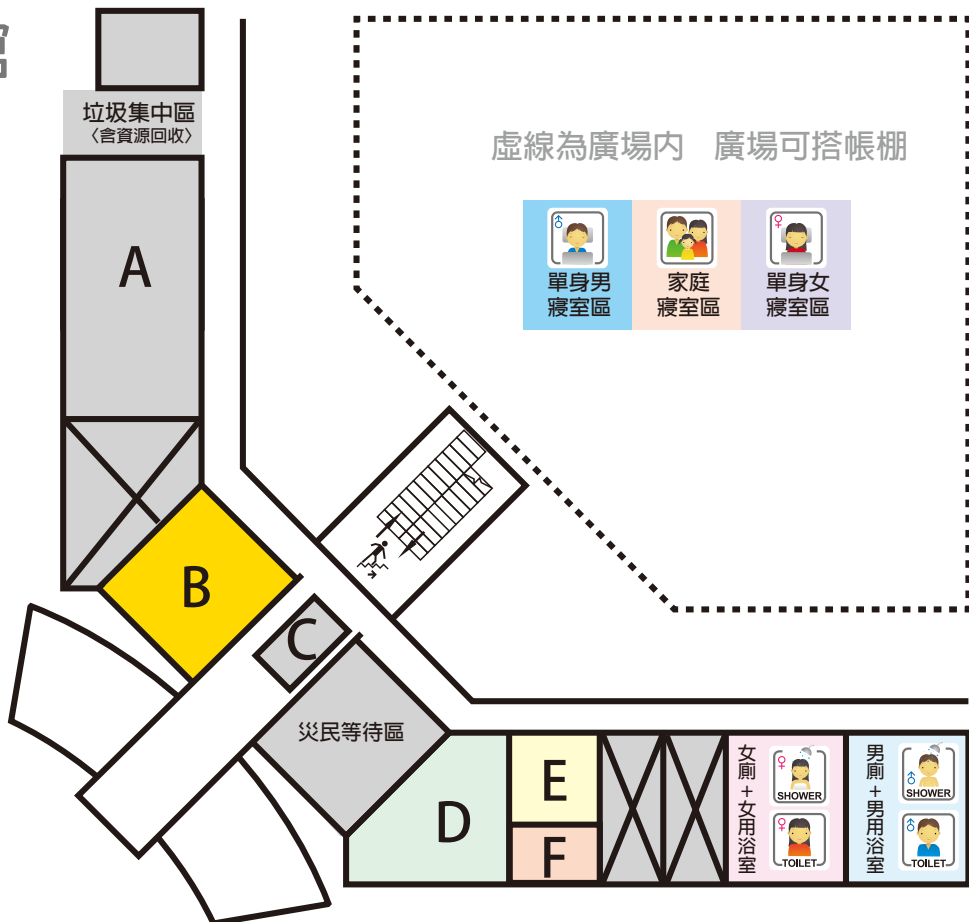 館
垃圾集中區
〈含資源回收〉
A
虛線為廣場内　廣場可搭帳棚
單身男
寢室區
家庭
寢室區
單身女
寢室區
B
C
災民等待區
D
E
F
女廁+女用浴室
SHOWER
TOILET
男廁+男用浴室
SHOWER
TOILET